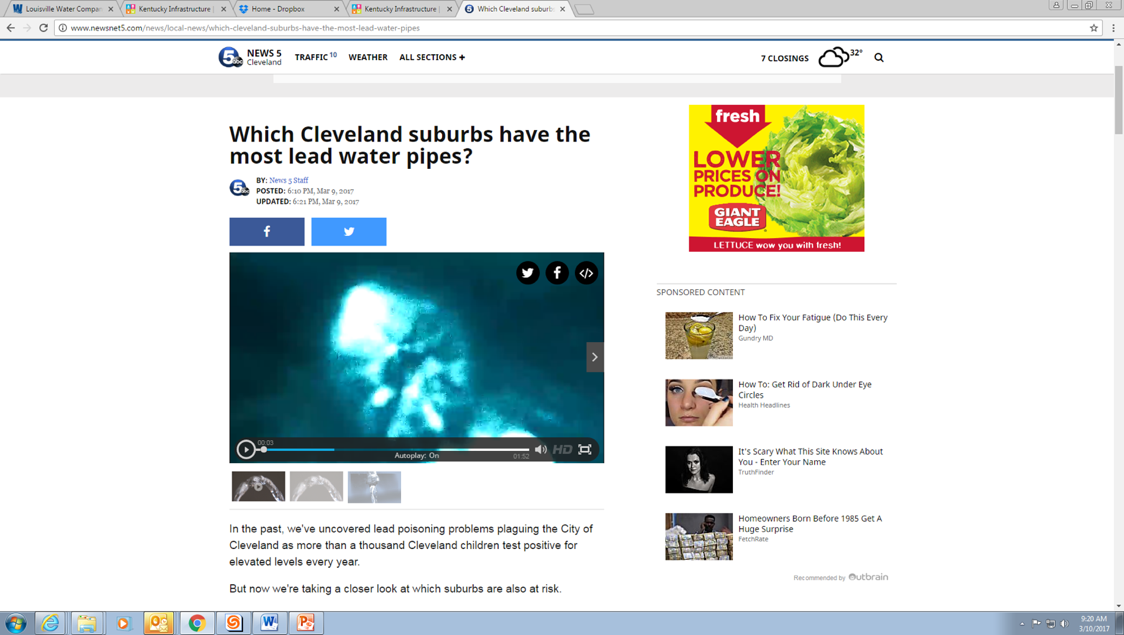 Louisville Water Compan
Kentucky Infrastructure
Home - Dropbox
Kentucky Infrastructure
Which Cleveland suburbs
www.newsnet5.com/news/local-news/which-cleveland-suburbs-have-the-most-lead-water-pipes
5 abc
NEWS 5
Cleveland
TRAFFIC 10
WEATHER
ALL SECTIONS +
7 CLOSINGS
32°
Which Cleveland suburbs have the
most lead water pipes?
BY: News 5 Staff
POSTED: 6:10 PM, Mar 9, 2017
UPDATED: 6:21 PM, Mar 9, 2017
00:03
Autoplay: On
01:52
HD
In the past, we've uncovered lead poisoning problems plaguing the City of
Cleveland as more than a thousand Cleveland children test positive for
elevated levels every year.
But now we're taking a closer look at which suburbs are also at risk.
fresh
LOWER
PRICES ON
PRODUCE!
GIANT
EAGLE
LETTUCE wow you with fresh!
SPONSORED CONTENT
How To Fix Your Fatigue (Do This Every
Day)
Gundry MD
How To: Get Rid of Dark Under Eye
Circles
Health Headlines
It's Scary What This Site Knows About
You - Enter Your Name
TruthFinder
Homeowners Born Before 1985 Get A
Huge Surprise
FetchRate
Recommended by Outbrain
9:20 AM
3/10/2017